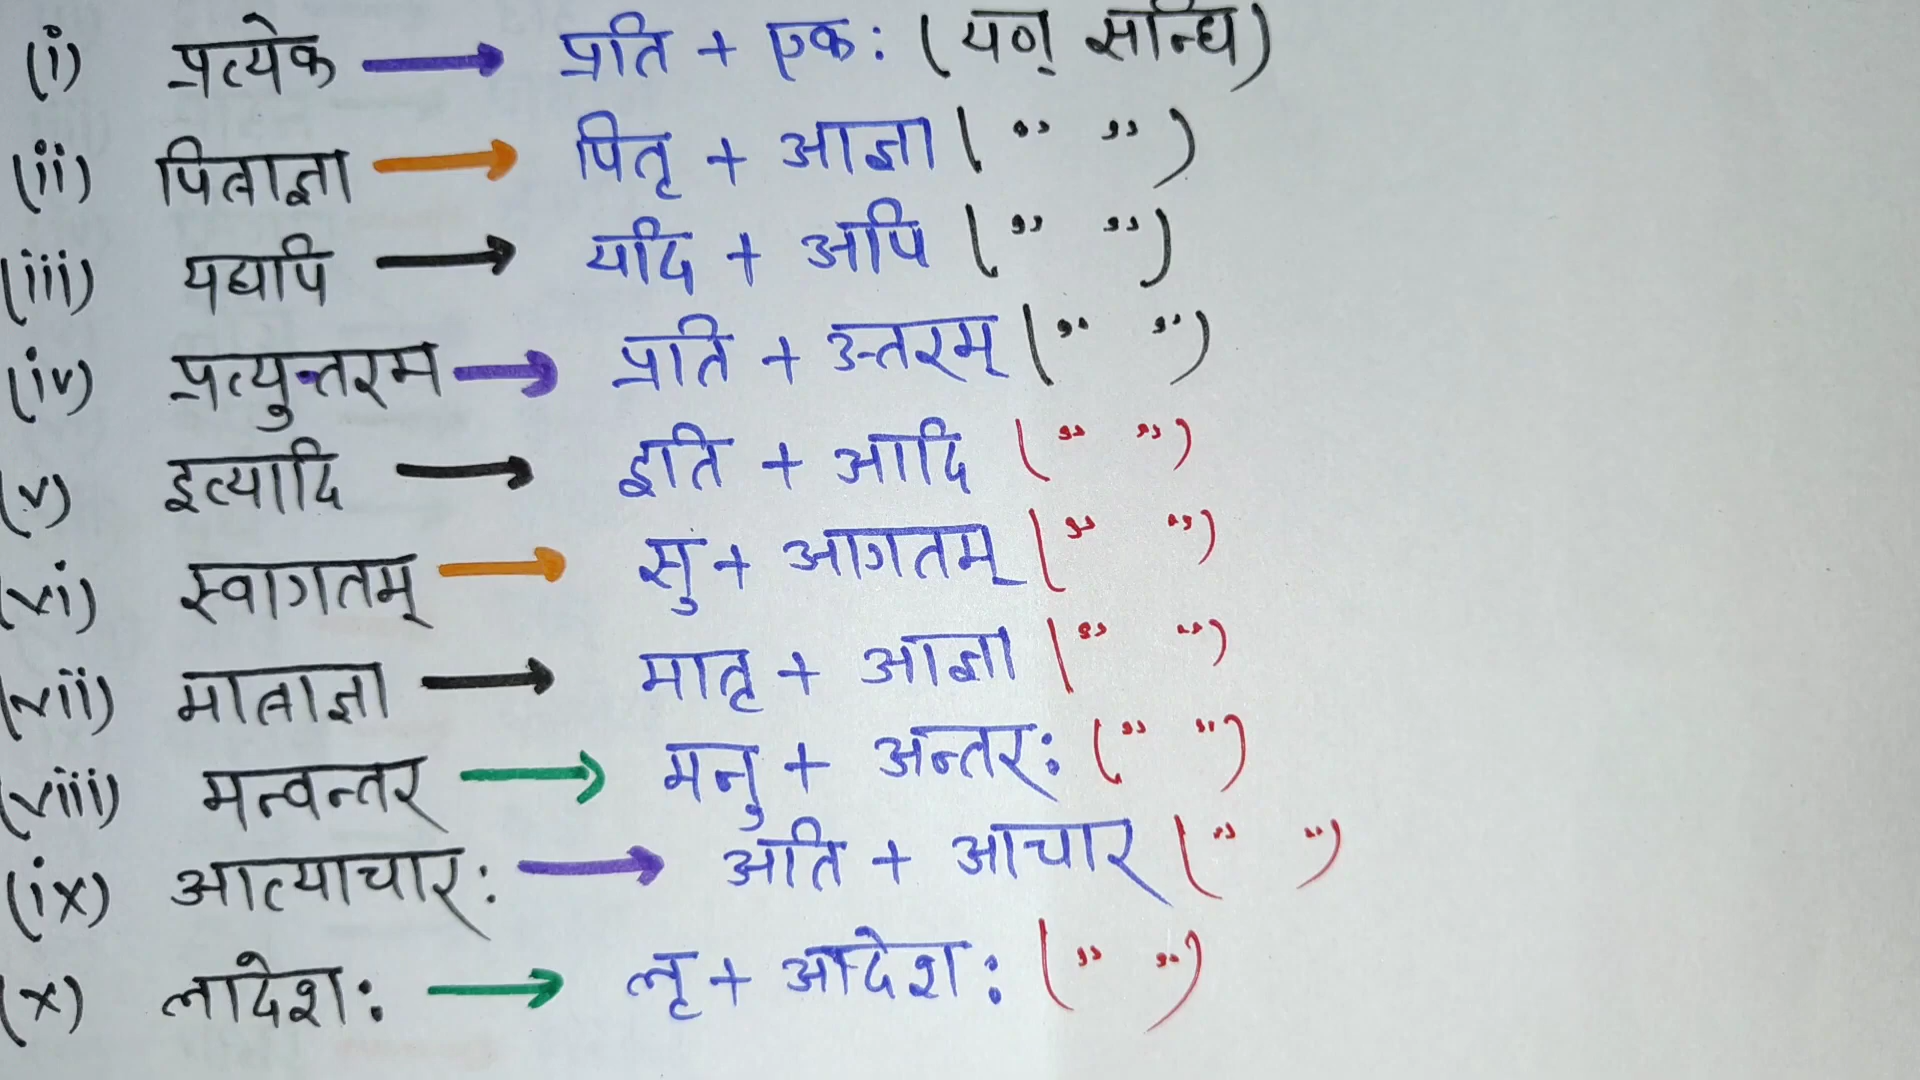 (i) प्रत्येक → प्रति + एक: (यण् सन्धि)
(ii) पित्राज्ञा → पितृ + आज्ञा ( " " )
(iii) यद्यपि → यदि + अपि ( " " )
(iv) प्रत्युत्तरम → प्रति + उत्तरम् ( " " )
(v) इत्यादि → इति + आदि ( " " )
(vi) स्वागतम् → सु + आगतम् ( " " )
(vii) मात्राज्ञा → मातृ + आज्ञा ( " " )
(viii) मन्वन्तर → मनु + अन्तर: ( " " )
(ix) आत्याचार: → अति + आचार ( " " )
(x) लादेश: → लृ + आदेश: ( " " )